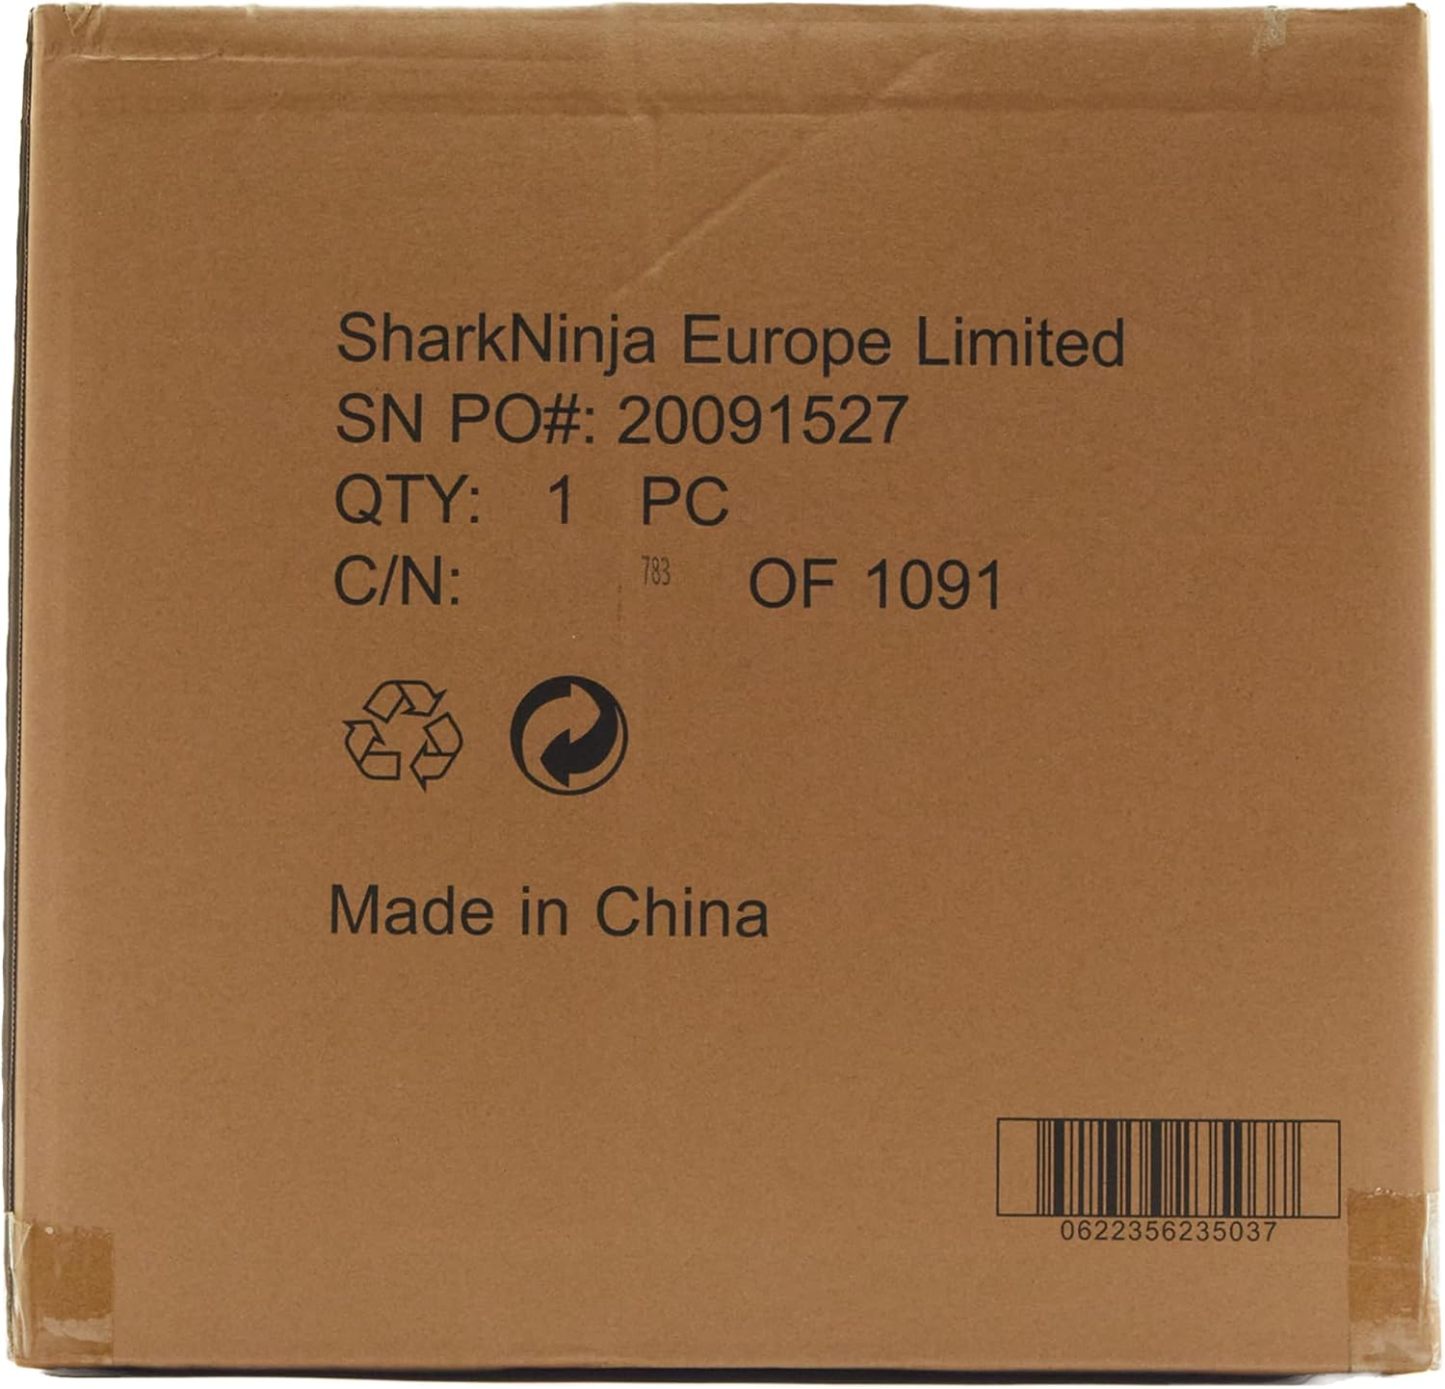 SharkNinja Europe Limited
SN PO#: 20091527
QTY: 1 PC
C/N: 783 OF 1091
Made in China
0622356235037